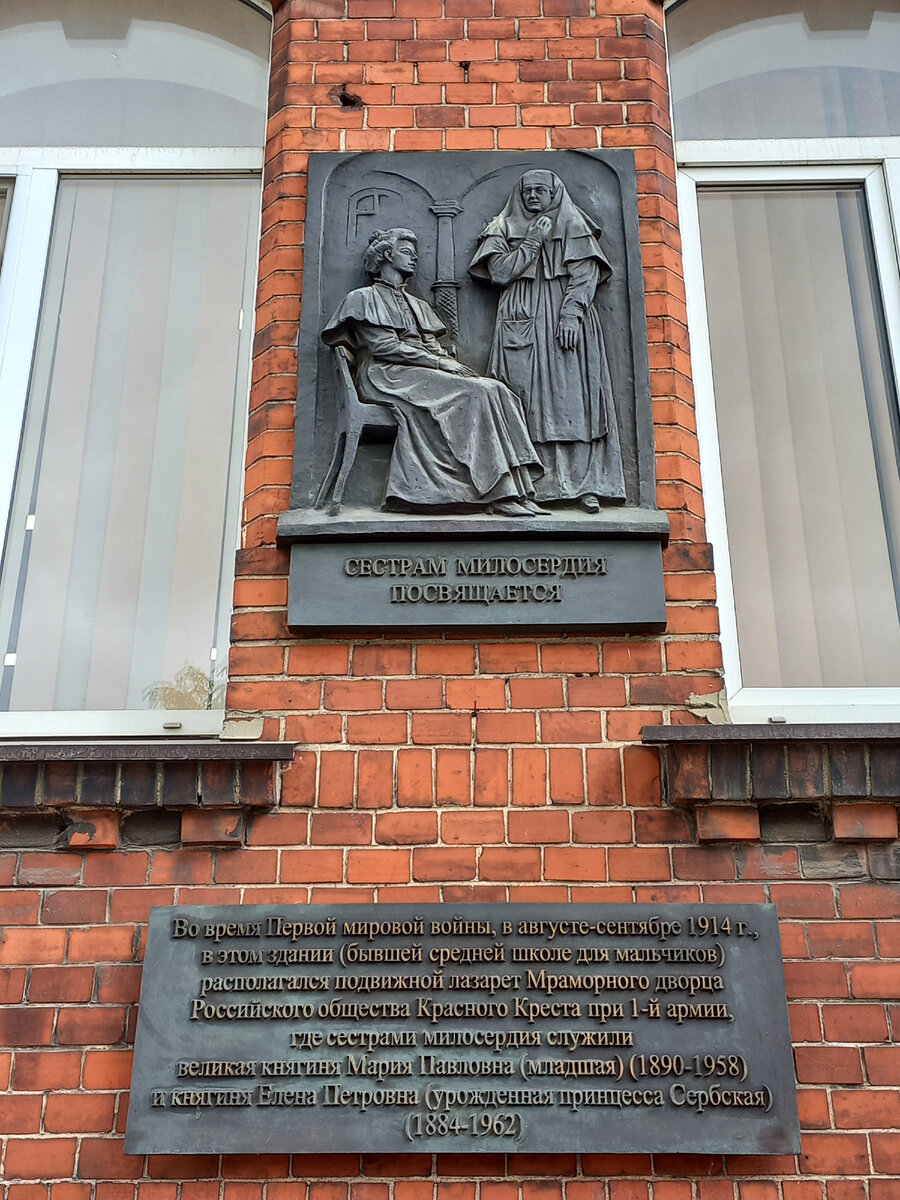 СЕСТРАМ МИЛОСЕРДИЯ
ПОСВЯЩАЕТСЯ
Во время Первой мировой войны, в августе-сентябре 1914 г.,
в этом здании (бывшей средней школе для мальчиков)
располагался подвижной лазарет Мраморного дворца
Российского общества Красного Креста при 1-й армии,
где сестрами милосердия служили
великая княгиня Мария Павловна (младшая) (1890-1958)
и княгиня Елена Петровна (урожденная принцесса Сербская)
(1884-1962)